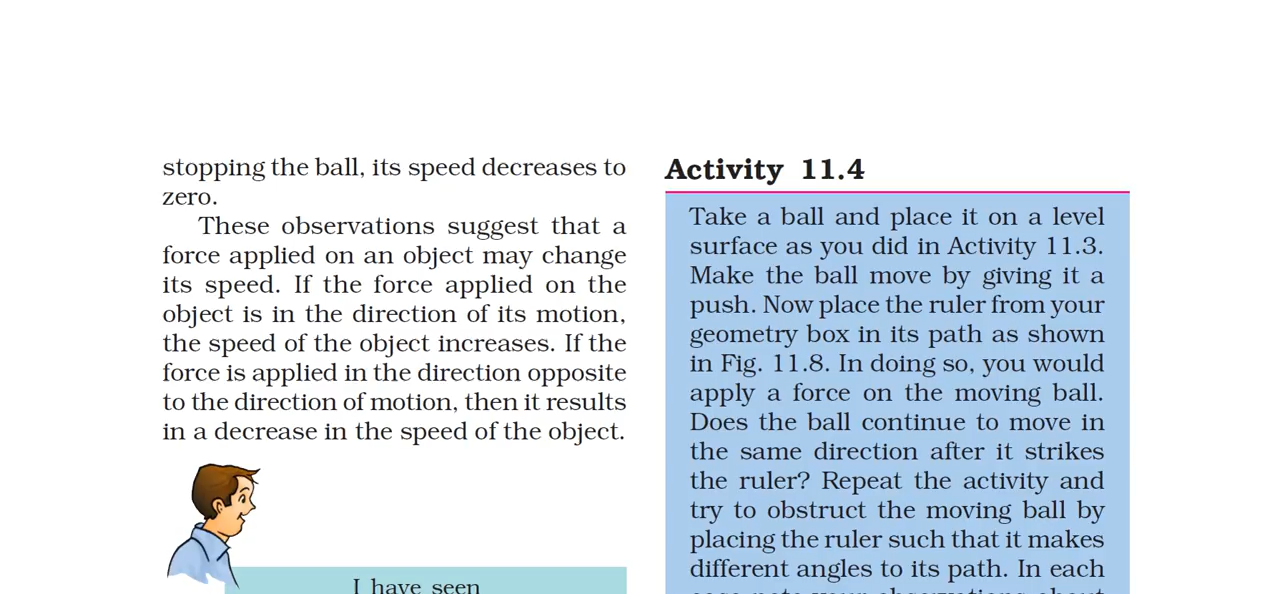 stopping the ball, its speed decreases to
zero.
These observations suggest that a
force applied on an object may change
its speed. If the force applied on the
object is in the direction of its motion,
the speed of the object increases. If the
force is applied in the direction opposite
to the direction of motion, then it results
in a decrease in the speed of the object.
I have seen
Activity 11.4
Take a ball and place it on a level
surface as you did in Activity 11.3.
Make the ball move by giving it a
push. Now place the ruler from your
geometry box in its path as shown
in Fig. 11.8. In doing so, you would
apply a force on the moving ball.
Does the ball continue to move in
the same direction after it strikes
the ruler? Repeat the activity and
try to obstruct the moving ball by
placing the ruler such that it makes
different angles to its path. In each
case note your observations about